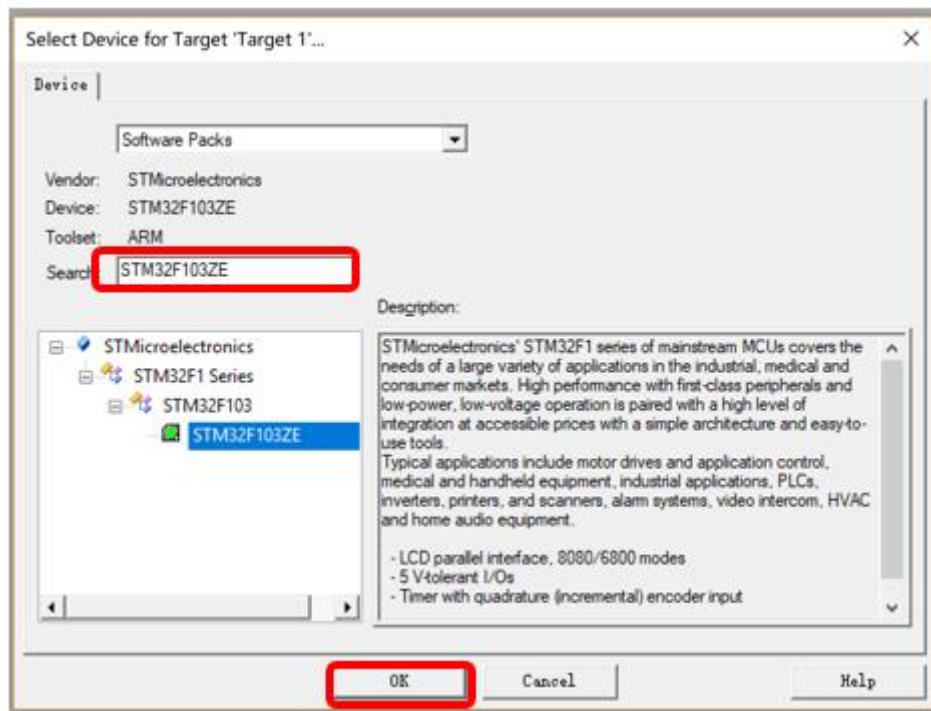 Select Device for Target 'Target 1'...
Device
Software Packs
Vendor: STMicroelectronics
Device: STM32F103ZE
Toolset: ARM
Search: STM32F103ZE
Description:
STMicroelectronics
STM32F1 Series
STM32F103
STM32F103ZE
STMicroelectronics' STM32F1 series of mainstream MCUs covers the
needs of a large variety of applications in the industrial, medical and
consumer markets. High performance with first-class peripherals and
low-power, low-voltage operation is paired with a high level of
integration at accessible prices with a simple architecture and easy-to-
use tools.
Typical applications include motor drives and application control,
medical and handheld equipment, industrial applications, PLCs,
inverters, printers, and scanners, alarm systems, video intercom, HVAC
and home audio equipment.
- LCD parallel interface, 8080/6800 modes
- 5 V-tolerant I/Os
- Timer with quadrature (incremental) encoder input
OK
Cancel
Help